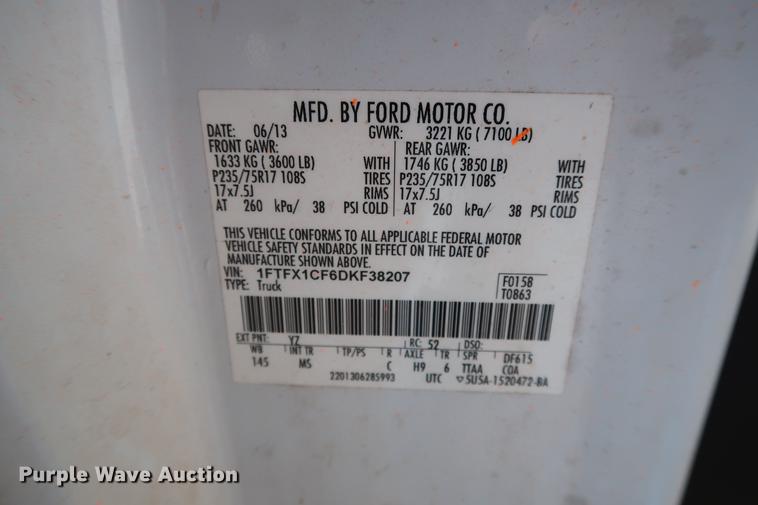 MFD. BY FORD MOTOR CO.
DATE: 06/13 GVWR: 3221 KG ( 7100 LB)
FRONT GAWR: REAR GAWR:
1633 KG ( 3600 LB) WITH 1746 KG ( 3850 LB) WITH
P235/75R17 108S TIRES P235/75R17 108S TIRES
17x7.5J RIMS 17x7.5J RIMS
AT 260 kPa/ 38 PSI COLD AT 260 kPa/ 38 PSI COLD
THIS VEHICLE CONFORMS TO ALL APPLICABLE FEDERAL MOTOR
VEHICLE SAFETY STANDARDS IN EFFECT ON THE DATE OF
MANUFACTURE SHOWN ABOVE.
VIN: 1FTFX1CF6DKF38207 F0158
TYPE: Truck T0863
EXT PNT: YZ RC: 52 DSO:
WB INT TR TP/PS R AXLE TR SPR DF615
145 MS C H9 6 TTAA COA
2201306285993 UTC ▽5U5A-1520472-BA
Purple Wave Auction